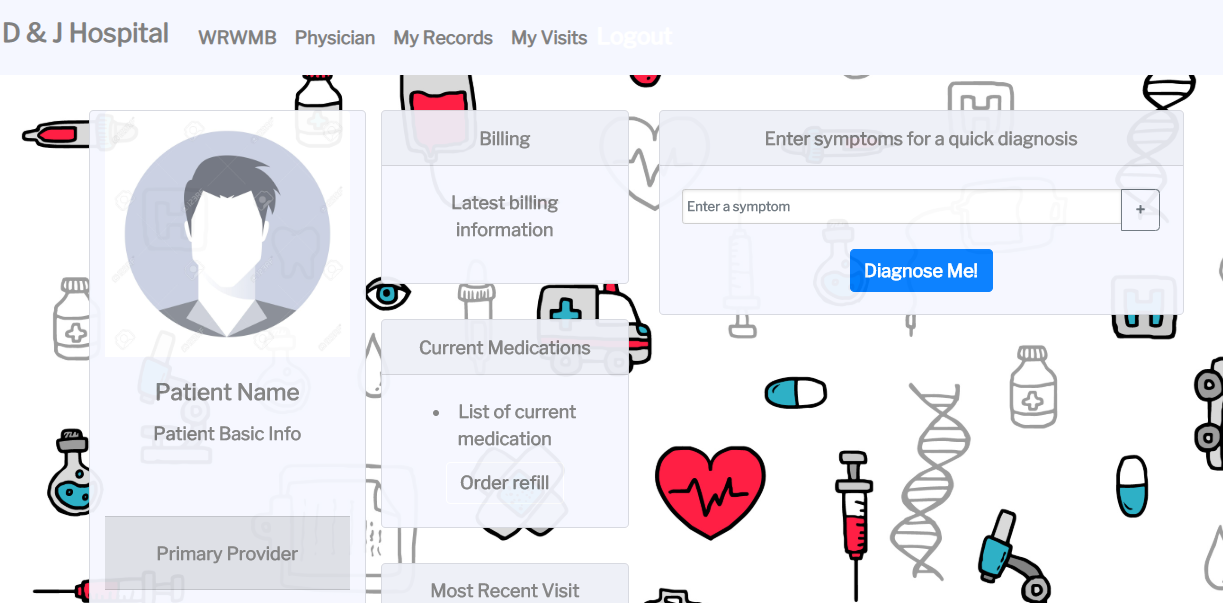 D & J Hospital
WRWMB
Physician
My Records
My Visits
Logout
Patient Name
Patient Basic Info
Primary Provider
Billing
Latest billing
information
Current Medications
List of current
medication
Order refill
Most Recent Visit
Enter symptoms for a quick diagnosis
Enter a symptom
+
Diagnose Me!